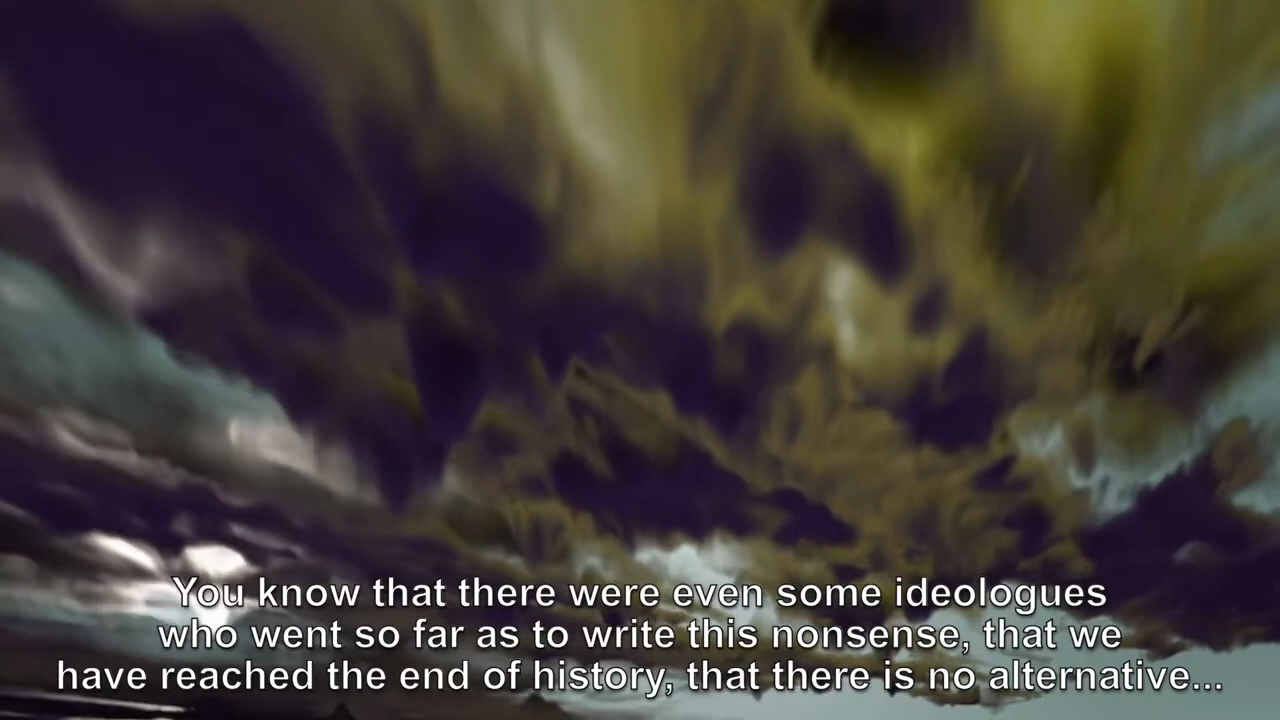 You know that there were even some ideologues
who went so far as to write this nonsense, that we
have reached the end of history, that there is no alternative...